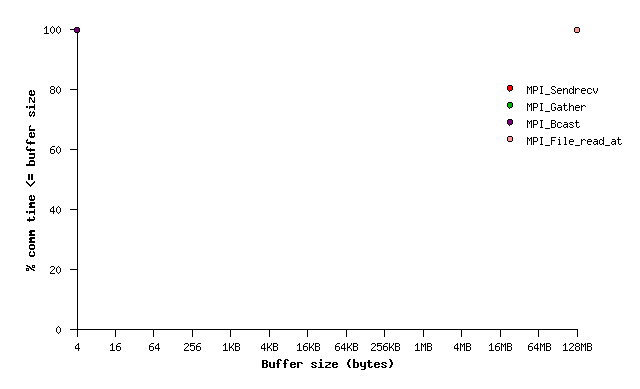 100
80
60
40
20
0
% comm time <= buffer size
MPI_Sendrecv
MPI_Gather
MPI_Bcast
MPI_File_read_at
4 16 64 256 1KB 4KB 16KB 64KB 256KB 1MB 4MB 16MB 64MB 128MB
Buffer size (bytes)